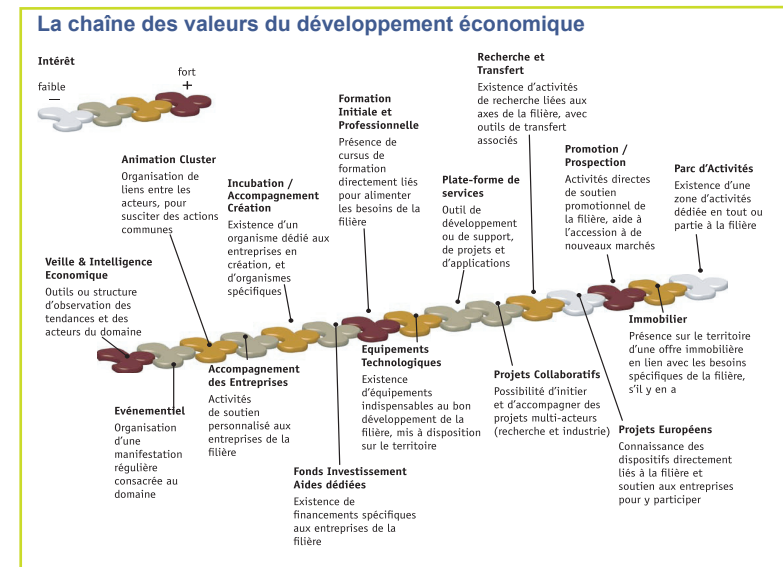 La chaîne des valeurs du développement économique
Intérêt
faible
–
fort
+
Veille & Intelligence
Economique
Outils ou structure
d'observation des
tendances et des
acteurs du domaine
Evénementiel
Organisation
d'une
manifestation
régulière
consacrée au
domaine
Animation Cluster
Organisation de
liens entre les
acteurs, pour
susciter des actions
communes
Accompagnement
des Entreprises
Activités
de soutien
personnalisé aux
entreprises de la
filière
Incubation /
Accompagnement
Création
Existence d'un
organisme dédié aux
entreprises en
création, et
d'organismes
spécifiques
Fonds Investissement
Aides dédiées
Existence de
financements spécifiques
aux entreprises de la
filière
Formation
Initiale et
Professionnelle
Présence de
cursus de
formation
directement liés
pour alimenter
les besoins de la
filière
Equipements
Technologiques
Existence
d'équipements
indispensables au bon
développement de la
filière, mis à disposition
sur le territoire
Plate-forme de
services
Outil de
développement
ou de support,
de projets et
d'applications
Projets Collaboratifs
Possibilité d'initier
et d'accompagner des
projets multi-acteurs
(recherche et industrie)
Recherche et
Transfert
Existence d'activités
de recherche liées aux
axes de la filière, avec
outils de transfert
associés
Projets Européens
Connaissance des
dispositifs directement
liés à la filière et
soutien aux entreprises
pour y participer
Promotion /
Prospection
Activités directes
de soutien
promotionnel de
la filière, aide à
l'accession à de
nouveaux marchés
Immobilier
Présence sur le territoire
d'une offre immobilière
en lien avec les besoins
spécifiques de la filière,
s'il y en a
Parc d'Activités
Existence d'une
zone d'activités
dédiée en tout ou
partie à la filière